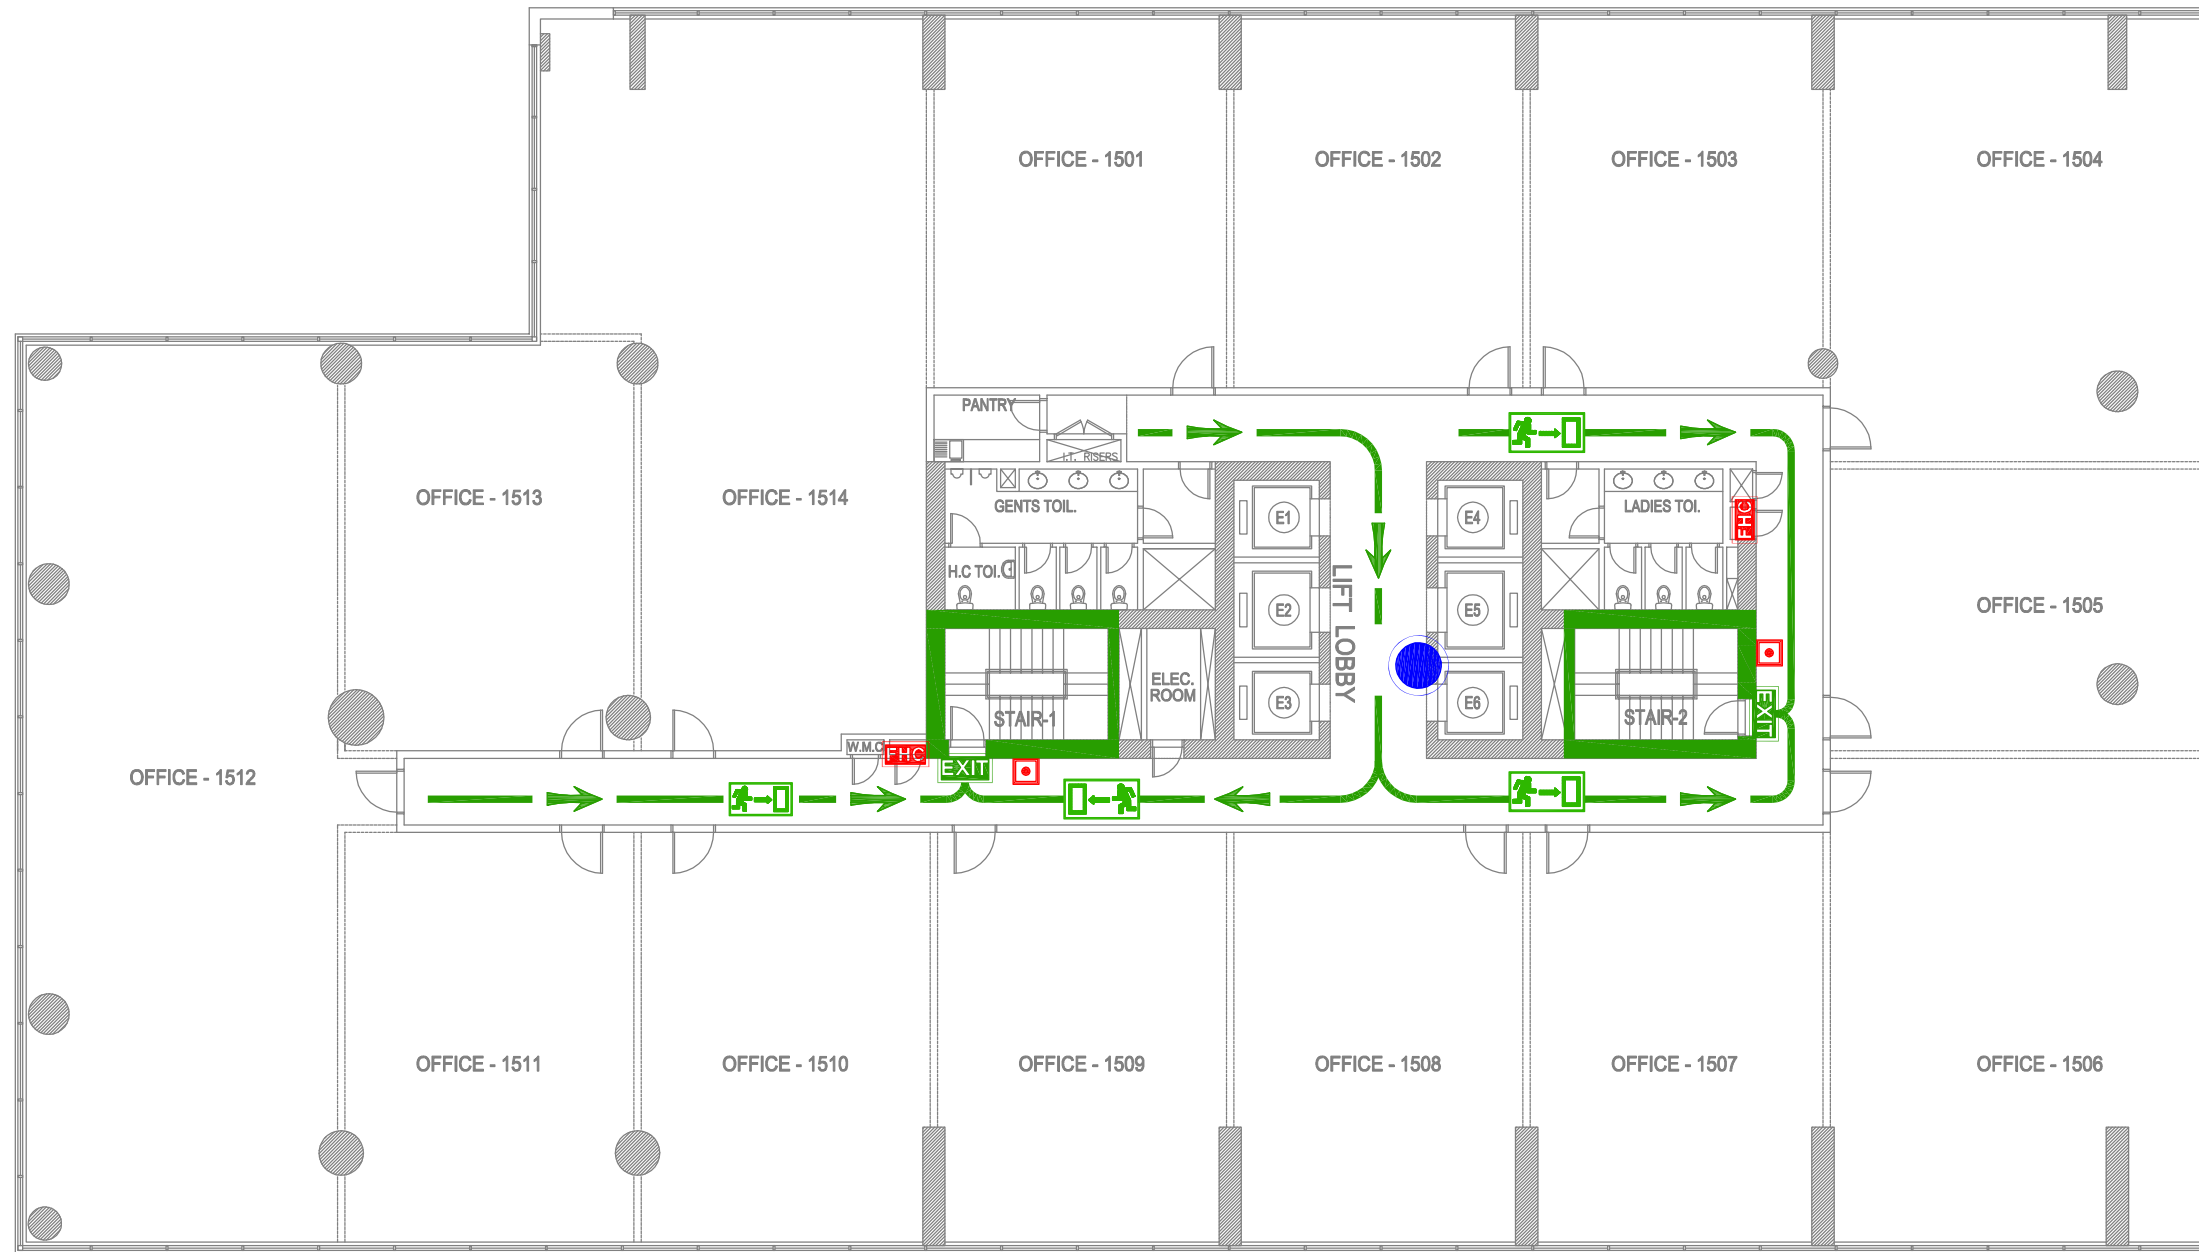 OFFICE - 1501
OFFICE - 1502
OFFICE - 1503
OFFICE - 1504
PANTRY
I.T. RISERS
OFFICE - 1513
OFFICE - 1514
GENTS TOIL.
E1
E4
LADIES TOI.
FHC
H.C TOI.
LIFT LOBBY
E2
E5
OFFICE - 1505
ELEC.
ROOM
E3
E6
STAIR-1
STAIR-2
EXIT
W.M.C
FHC
EXIT
OFFICE - 1512
OFFICE - 1511
OFFICE - 1510
OFFICE - 1509
OFFICE - 1508
OFFICE - 1507
OFFICE - 1506